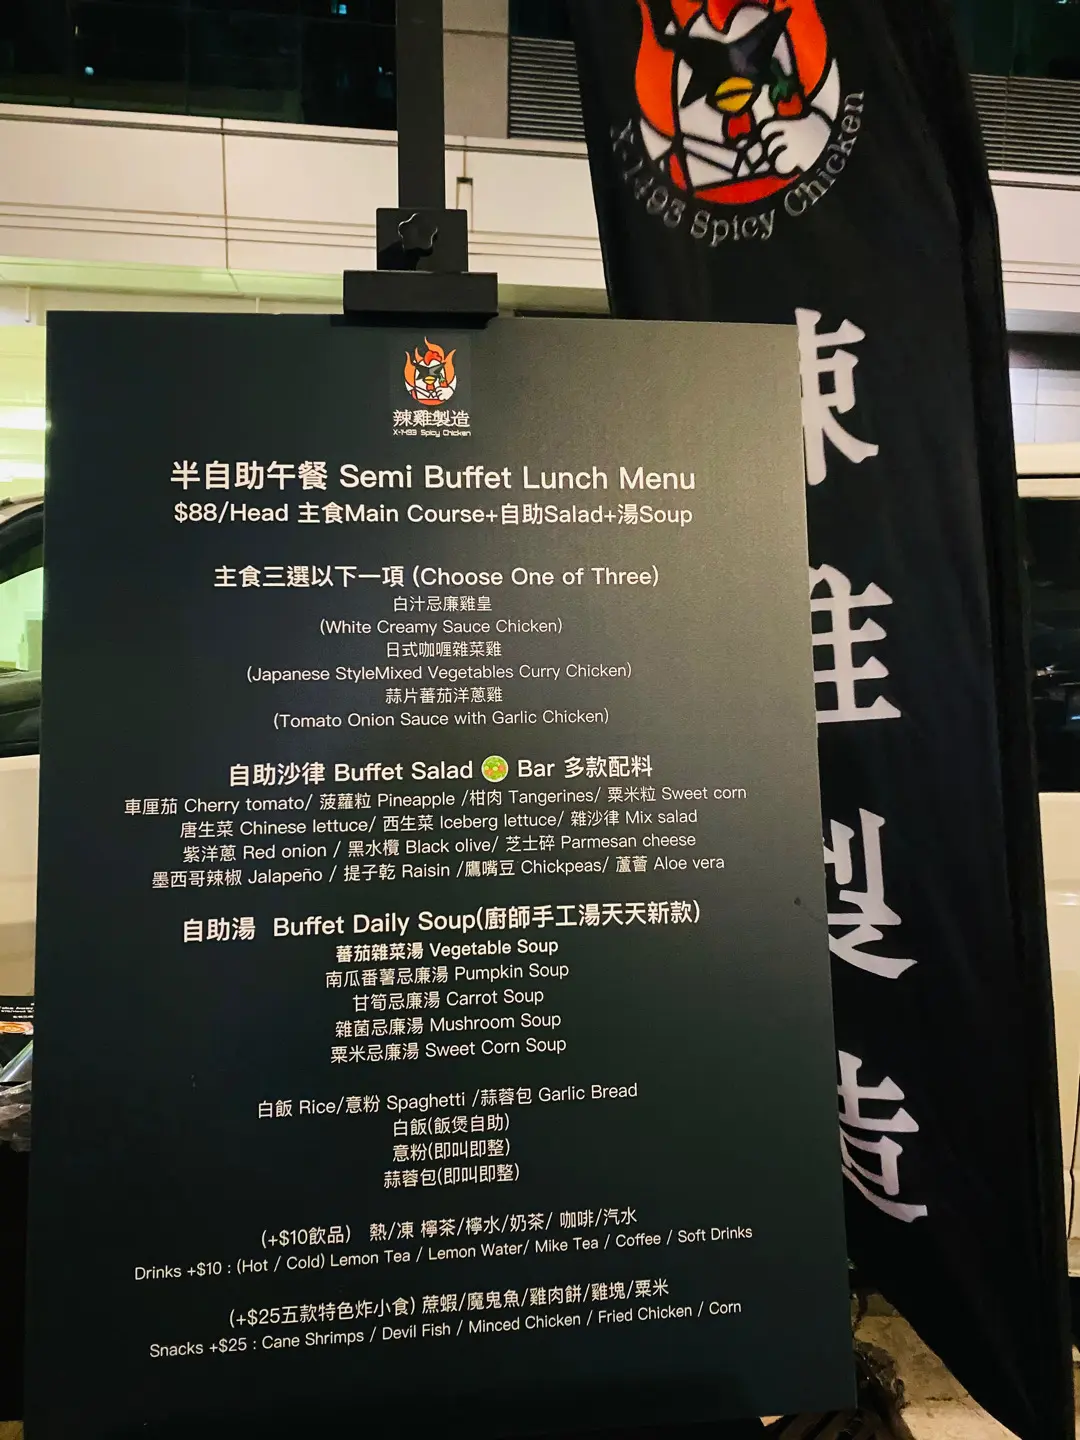 X-1493 Spicy Chicken
辣雞製造
辣雞製造
X-1493 Spicy Chicken
半自助午餐 Semi Buffet Lunch Menu
$88/Head 主食Main Course+自助Salad+湯Soup
主食三選以下一項 (Choose One of Three)
白汁忌廉雞皇
(White Creamy Sauce Chicken)
日式咖喱雜菜雞
(Japanese StyleMixed Vegetables Curry Chicken)
蒜片蕃茄洋蔥雞
(Tomato Onion Sauce with Garlic Chicken)
自助沙律 Buffet Salad 🥗 Bar 多款配料
車厘茄 Cherry tomato/ 菠蘿粒 Pineapple /柑肉 Tangerines/ 粟米粒 Sweet corn
唐生菜 Chinese lettuce/ 西生菜 Iceberg lettuce/ 雜沙律 Mix salad
紫洋蔥 Red onion / 黑水欖 Black olive/ 芝士碎 Parmesan cheese
墨西哥辣椒 Jalapeño / 提子乾 Raisin /鷹嘴豆 Chickpeas/ 蘆薈 Aloe vera
自助湯 Buffet Daily Soup(廚師手工湯天天新款)
蕃茄雜菜湯 Vegetable Soup
南瓜番薯忌廉湯 Pumpkin Soup
甘筍忌廉湯 Carrot Soup
雜菌忌廉湯 Mushroom Soup
粟米忌廉湯 Sweet Corn Soup
白飯 Rice/意粉 Spaghetti /蒜蓉包 Garlic Bread
白飯(飯煲自助)
意粉(即叫即整)
蒜蓉包(即叫即整)
(+$10飲品) 熱/凍 檸茶/檸水/奶茶/ 咖啡/汽水
Drinks +$10 : (Hot / Cold) Lemon Tea / Lemon Water/ Mike Tea / Coffee / Soft Drinks
(+$25五款特色炸小食) 蔗蝦/魔鬼魚/雞肉餅/雞塊/粟米
Snacks +$25 : Cane Shrimps / Devil Fish / Minced Chicken / Fried Chicken / Corn